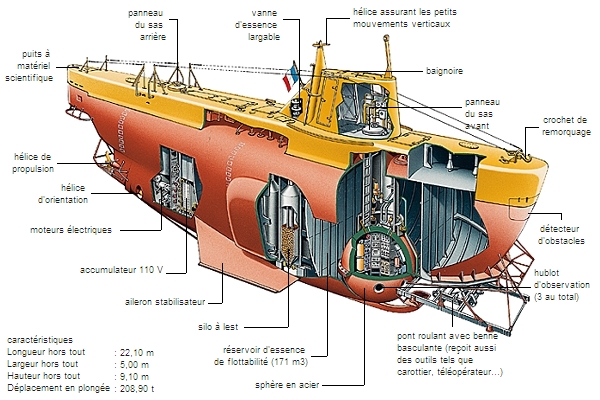 panneau
du sas
arrière
vanne
d'essence
largable
hélice assurant les petits
mouvements verticaux
puits à
matériel
scientifique
baignoire
panneau
du sas
avant
crochet de
remorquage
hélice de
propulsion
hélice
d'orientation
moteurs électriques
détecteur
d'obstacles
accumulateur 110 V
hublot
d'observation
(3 au total)
aileron stabilisateur
silo à lest
réservoir d'essence
de flottabilité (171 m3)
sphère en acier
pont roulant avec benne
basculante (reçoit aussi
des outils tels que
carottier, téléopérateur...)
caractéristiques
Longueur hors tout : 22,10 m
Largeur hors tout : 5,00 m
Hauteur hors tout : 9,10 m
Déplacement en plongée : 208,90 t